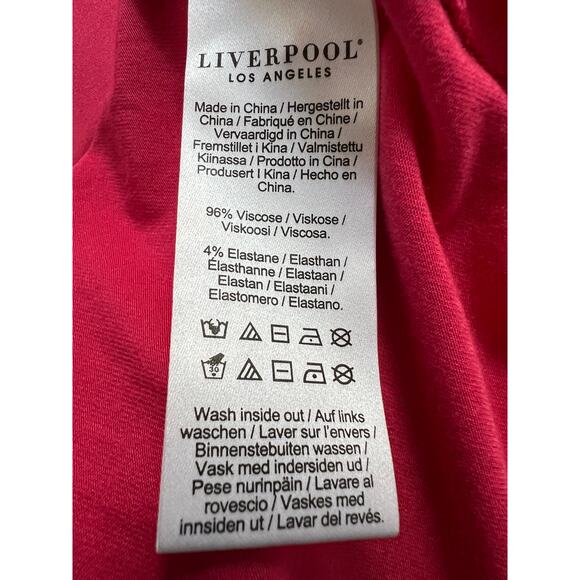 LIVERPOOL®
LOS ANGELES
Made in China / Hergestellt in
China / Fabriqué en Chine /
Vervaardigd in China /
Fremstillet i Kina / Valmistettu
Kiinassa / Prodotto in Cina /
Produsert I Kina / Hecho en
China.
96% Viscose / Viskose /
Viskoosi / Viscosa.
4% Elastane / Elasthan /
Élasthanne / Elastaan /
Elastan / Elastaani /
Elastomero / Elastano.
30
Wash inside out / Auf links
waschen / Laver sur l'envers /
Binnenstebuiten wassen /
Vask med indersiden ud /
Pese nurinpäin / Lavare al
rovescio / Vaskes med
innsiden ut / Lavar del revés.